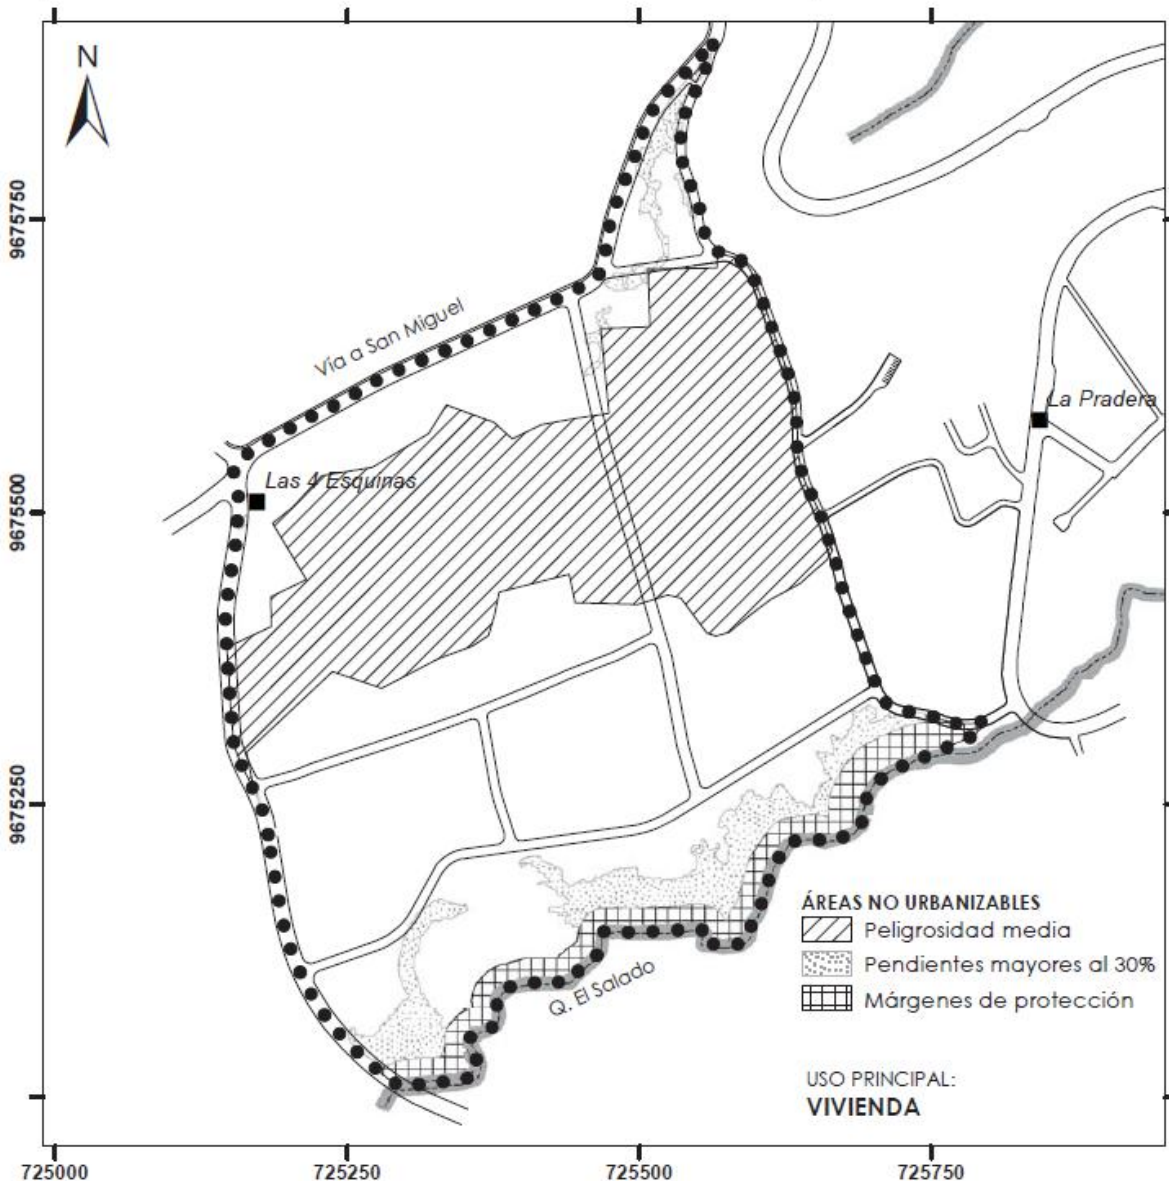 N
9675750
9675500
9675250
Vía a San Miguel
Las 4 Esquinas
La Pradera
Q. El Salado
ÁREAS NO URBANIZABLES
Peligrosidad media
Pendientes mayores al 30%
Márgenes de protección
USO PRINCIPAL:
VIVIENDA
725000
725250
725500
725750